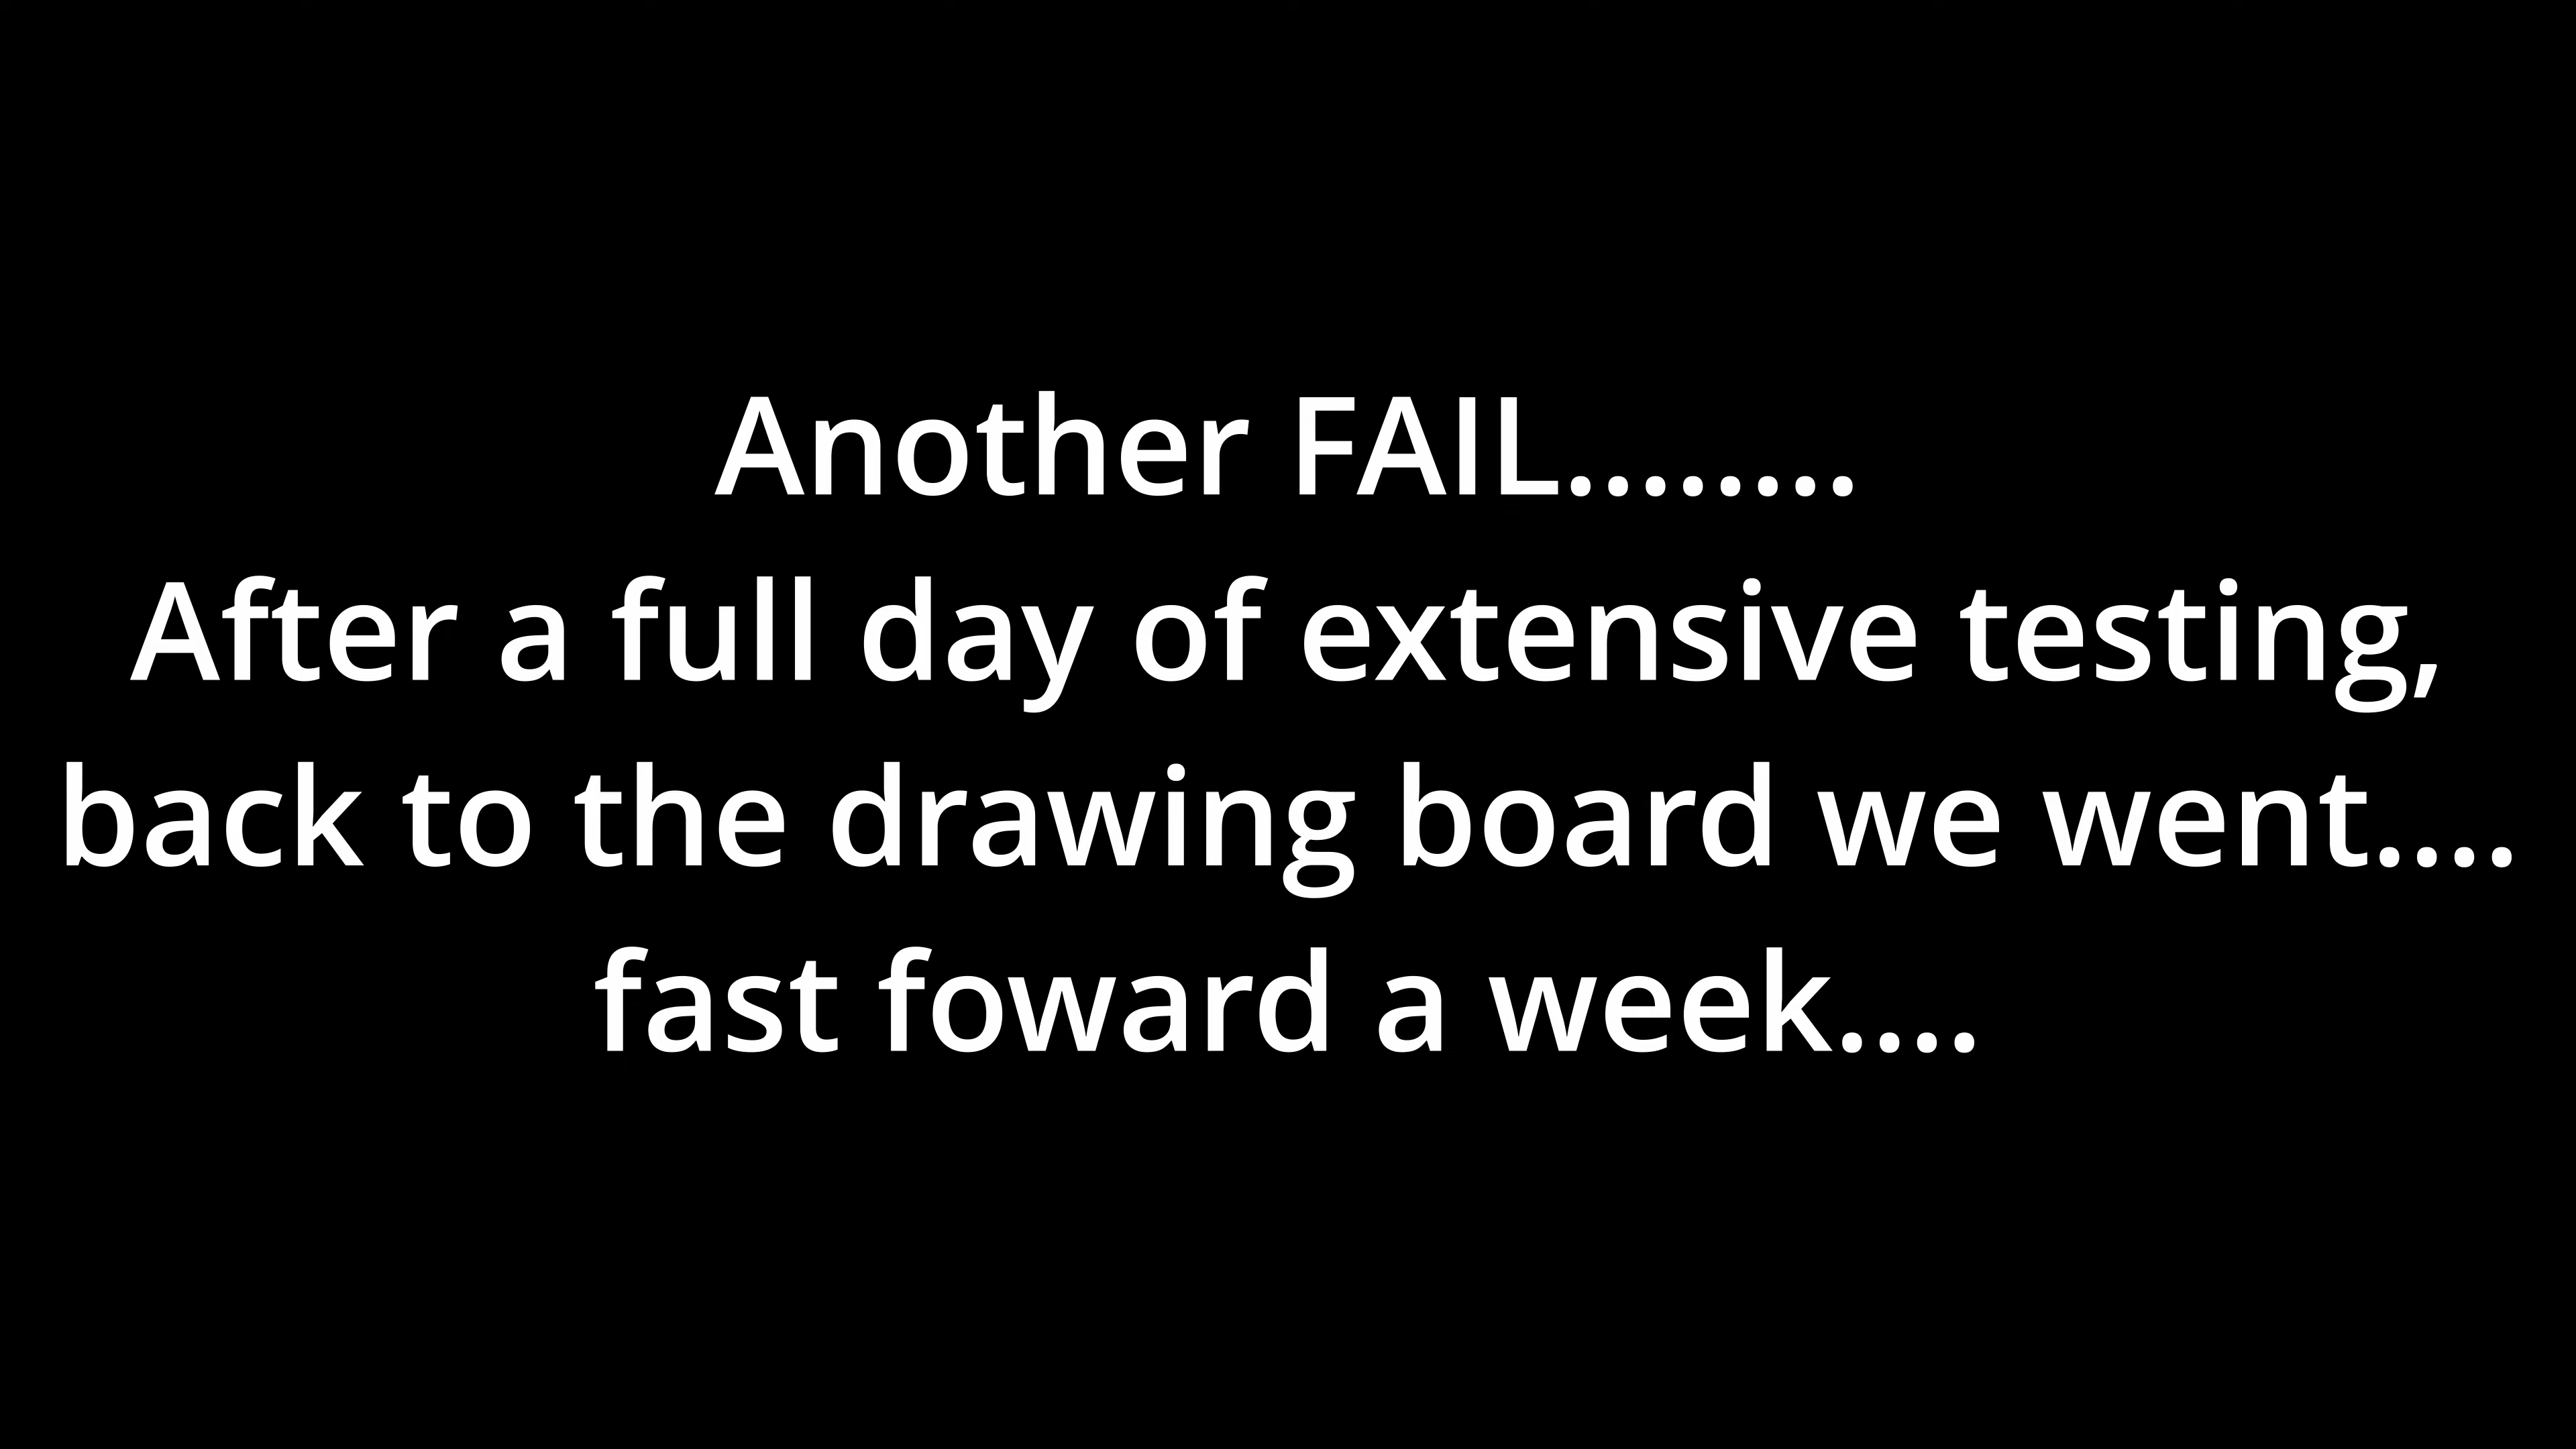 Another FAIL........
After a full day of extensive testing,
back to the drawing board we went....
fast foward a week....